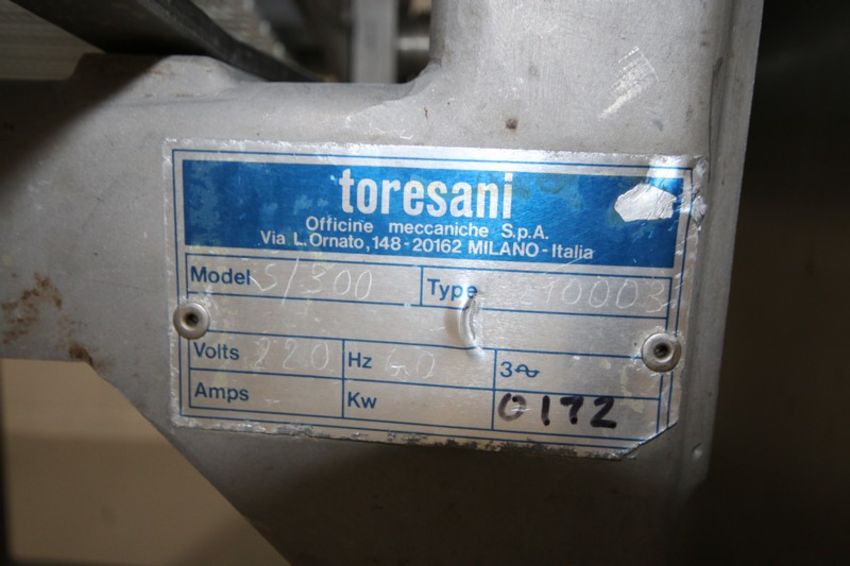 toresani
Officine meccaniche S.p.A.
Via L. Ornato, 148 - 20162 MILANO - Italia
Model S/300 Type
Volts 220 Hz 60 3~
Amps Kw 0172